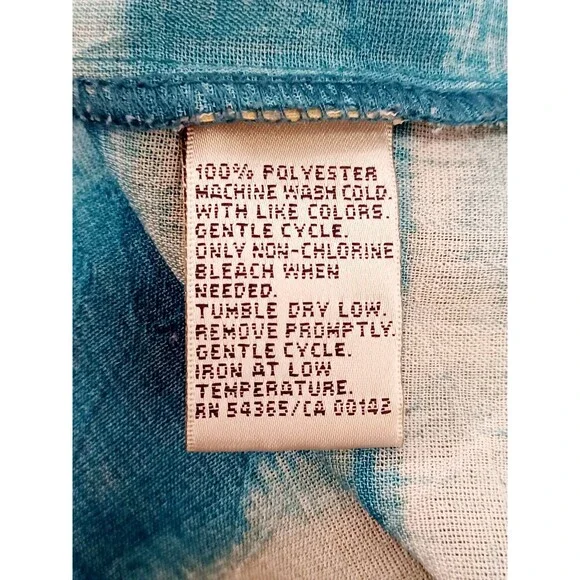 100% POLYESTER
MACHINE WASH COLD.
WITH LIKE COLORS.
GENTLE CYCLE.
ONLY NON-CHLORINE
BLEACH WHEN
NEEDED.
TUMBLE DRY LOW.
REMOVE PROMPTLY.
GENTLE CYCLE.
IRON AT LOW
TEMPERATURE.
RN 54365/CA 00142